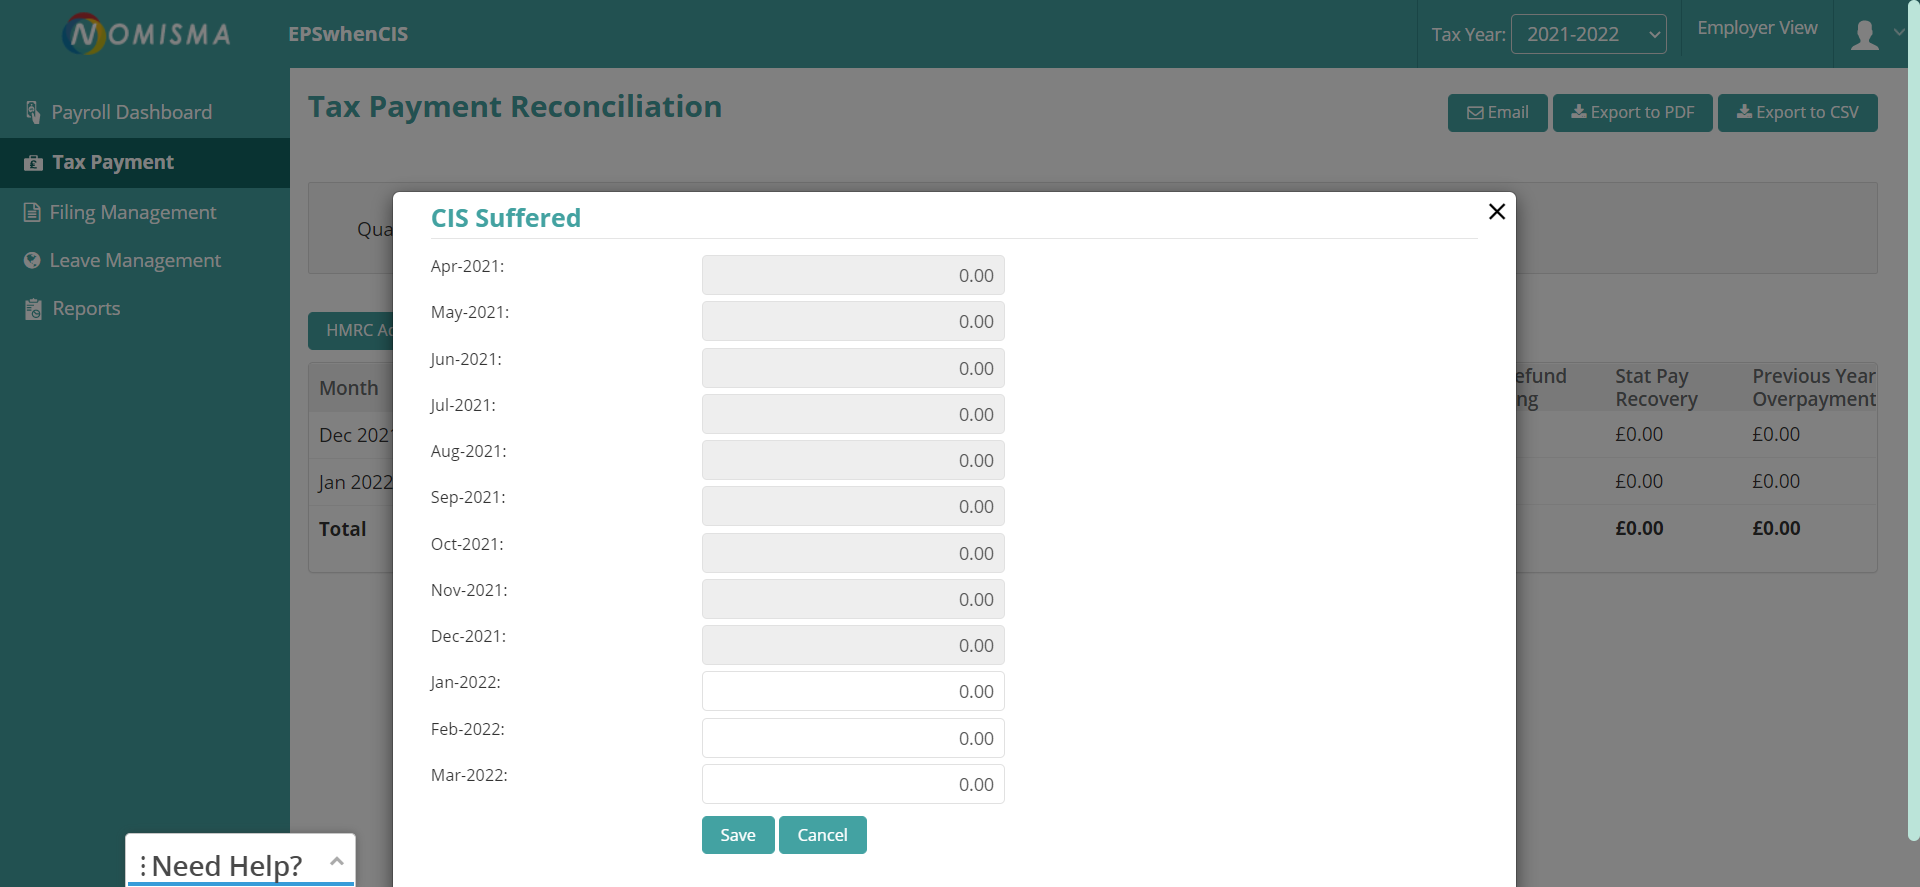 NOMISMA
EPSwhenCIS
Tax Year: 2021-2022
Employer View
Payroll Dashboard
Tax Payment
Filing Management
Leave Management
Reports
Tax Payment Reconciliation
Email
Export to PDF
Export to CSV
Qua
HMRC Ac
Month
efund
ng
Stat Pay
Recovery
Previous Year
Overpayment
Dec 2021
£0.00
£0.00
Jan 2022
£0.00
£0.00
Total
£0.00
£0.00
CIS Suffered
Apr-2021: 0.00
May-2021: 0.00
Jun-2021: 0.00
Jul-2021: 0.00
Aug-2021: 0.00
Sep-2021: 0.00
Oct-2021: 0.00
Nov-2021: 0.00
Dec-2021: 0.00
Jan-2022: 0.00
Feb-2022: 0.00
Mar-2022: 0.00
Save
Cancel
Need Help?